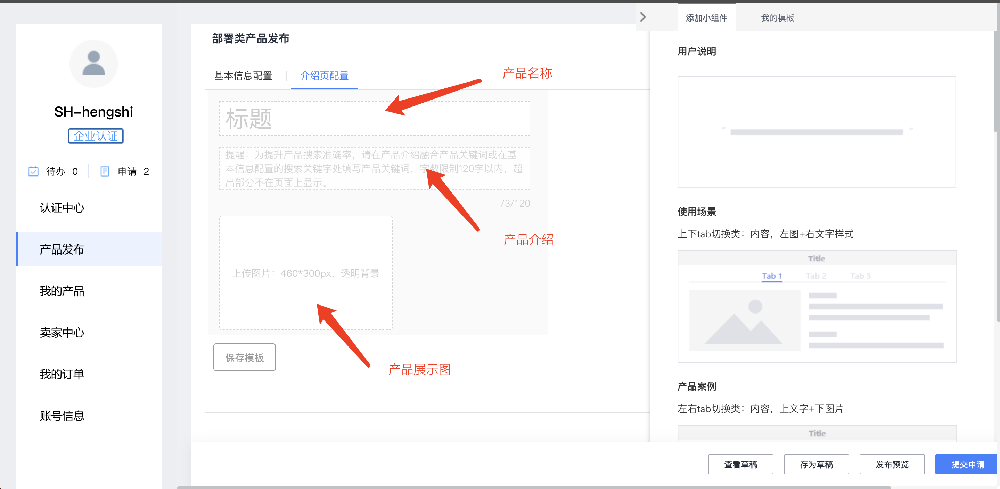 SH-hengshi
企业认证
待办 0
申请 2
认证中心
产品发布
我的产品
卖家中心
我的订单
账号信息
部署类产品发布
基本信息配置
介绍页配置
产品名称
标题
提醒：为提升产品搜索准确率，请在产品介绍融合产品关键词或在基
本信息配置的搜索关键字处填写产品关键词，字数限制120字以内，超
出部分不在页面上显示。
73/120
产品介绍
上传图片：460*300px，透明背景
产品展示图
保存模板
添加小组件
我的模板
用户说明
使用场景
上下tab切换类：内容，左图+右文字样式
Title
Tab 1
Tab 2
Tab 3
产品案例
左右tab切换类：内容，上文字+下图片
Title
查看草稿
存为草稿
发布预览
提交申请